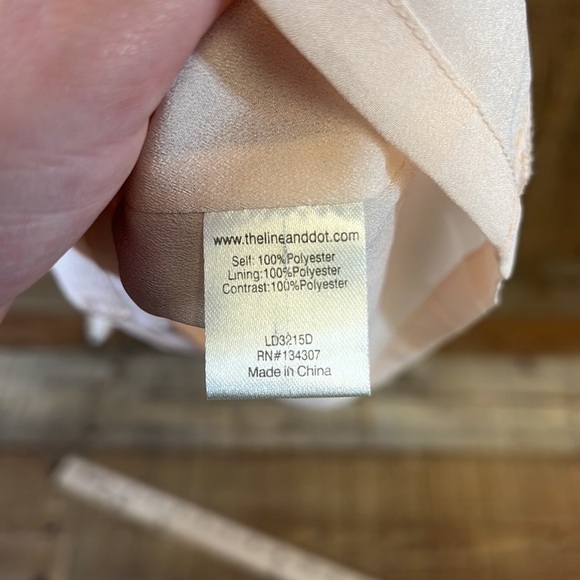 www.thelineanddot.com
Self: 100%Polyester
Lining:100%Polyester
Contrast:100%Polyester
LD3215D
RN#134307
Made in China